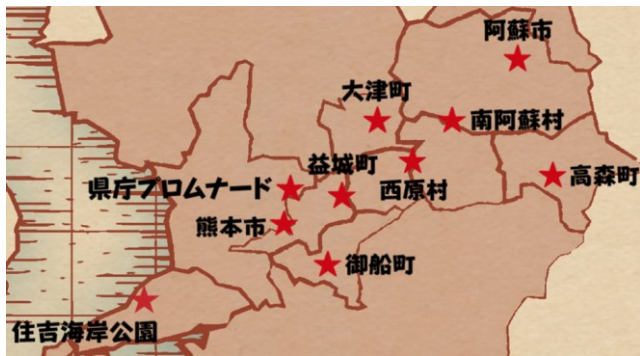 阿蘇市
大津町
南阿蘇村
益城町
西原村
高森町
県庁プロムナード
熊本市
御船町
住吉海岸公園